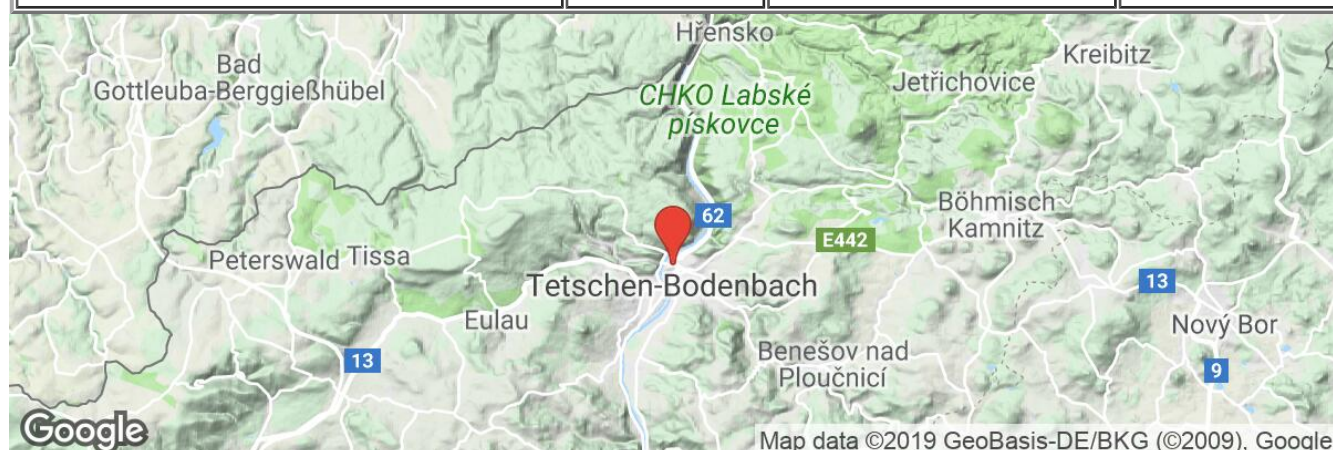 Hřensko
Kreibitz
Bad
Gottleuba-Berggießhübel
Jetřichovice
CHKO Labské
pískovce
62
Böhmisch
Kamnitz
E442
Peterswald
Tissa
13
Tetschen-Bodenbach
Eulau
Nový Bor
13
Benešov nad
Ploučnicí
9
Google
Map data ©2019 GeoBasis-DE/BKG (©2009), Google